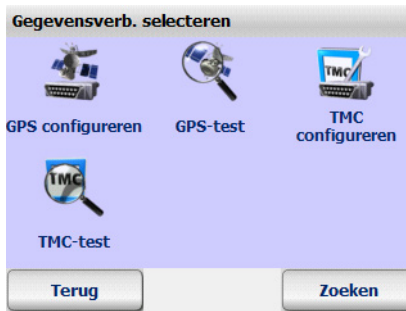 Gegevensverb. selecteren
TMC
GPS configureren
GPS-test
TMC
configureren
TMC
TMC-test
Terug
Zoeken